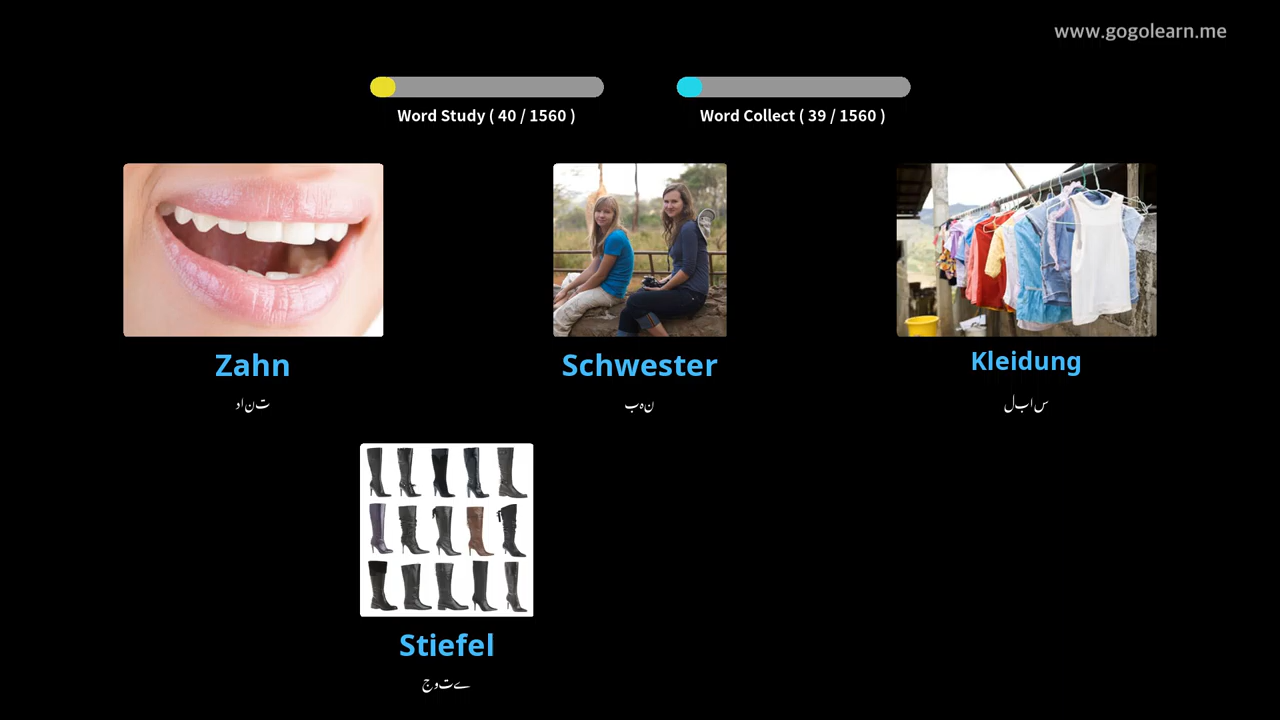 www.gogolearn.me
Word Study ( 40 / 1560 )
Word Collect ( 39 / 1560 )
Zahn
دانت
Schwester
بہن
Kleidung
لباس
Stiefel
جوتے